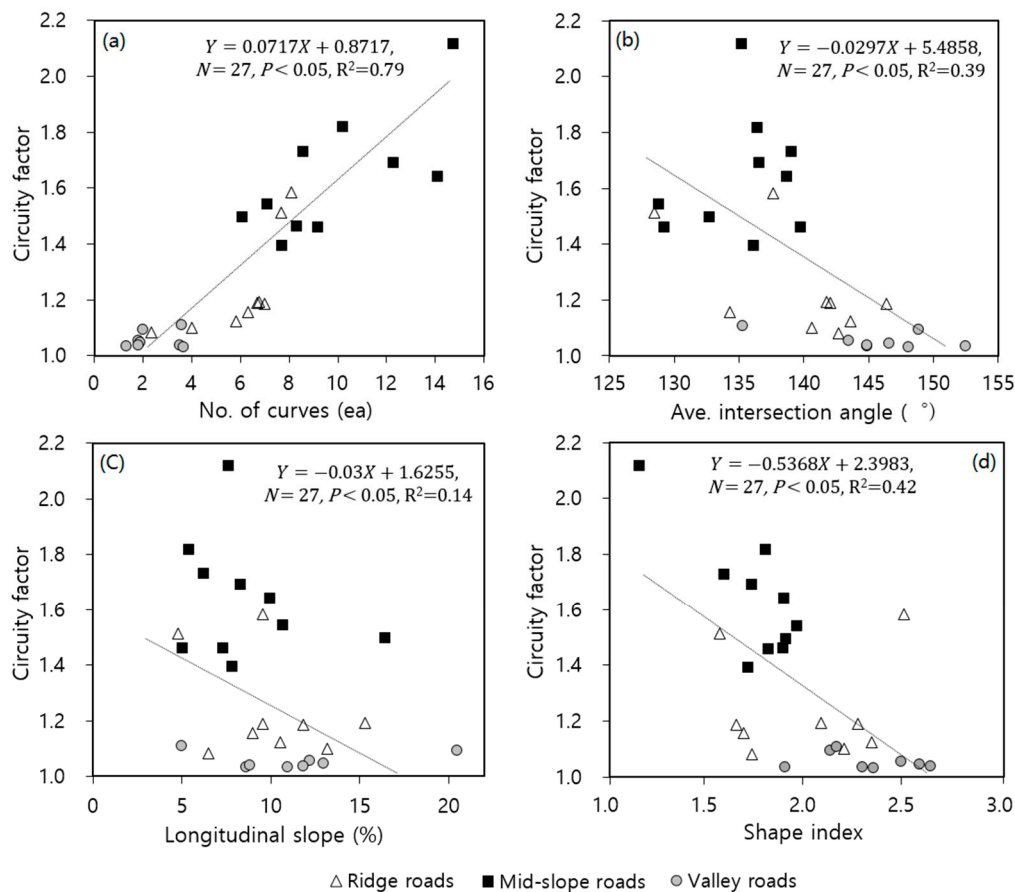 (a)
Y = 0.0717X + 0.8717,
N = 27, P < 0.05, R²=0.79
Circuity factor
2.2
2.0
1.8
1.6
1.4
1.2
1.0
0 2 4 6 8 10 12 14 16
No. of curves (ea)
(b)
Y = −0.0297X + 5.4858,
N = 27, P < 0.05, R²=0.39
Circuity factor
2.2
2.0
1.8
1.6
1.4
1.2
1.0
125 135 142 145 150 155
Ave. intersection angle ( °)
(C)
Y = −0.03X + 1.6255,
N = 27, P < 0.05, R²=0.14
Circuity factor
2.2
2.0
1.8
1.6
1.4
1.2
1.0
0 5 10 15 20
Longitudinal slope (%)
(d)
Y = −0.5368X + 2.3983,
N = 27, P < 0.05, R²=0.42
Circuity factor
2.2
2.0
1.8
1.6
1.4
1.2
1.0
1.0 1.5 2.0 2.5 3.0
Shape index
Ridge roads Mid-slope roads Valley roads